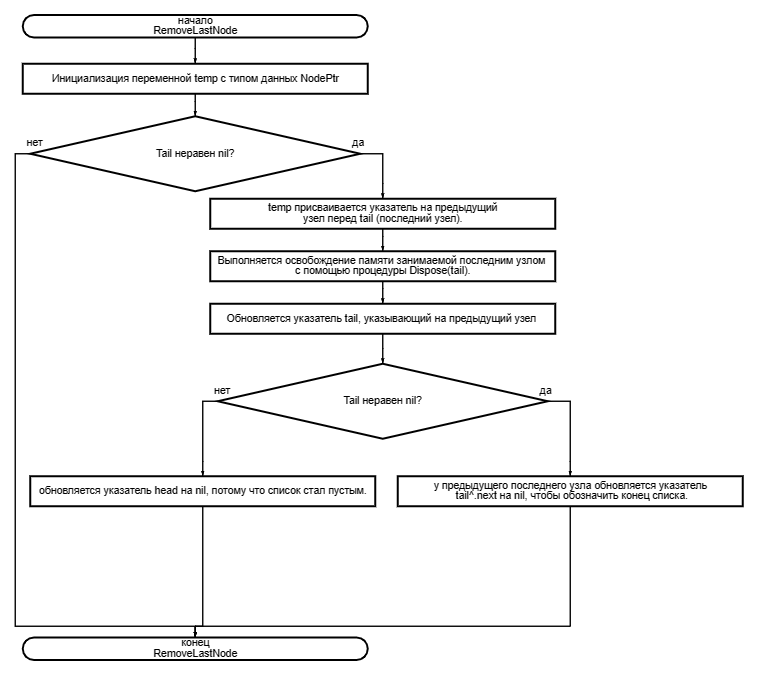 начало
RemoveLastNode
Инициализация переменной temp с типом данных NodePtr
нет
да
Tail неравен nil?
temp присваивается указатель на предыдущий
узел перед tail (последний узел).
Выполняется освобождение памяти занимаемой последним узлом
с помощью процедуры Dispose(tail).
Обновляется указатель tail, указывающий на предыдущий узел
нет
да
Tail неравен nil?
обновляется указатель head на nil, потому что список стал пустым.
у предыдущего последнего узла обновляется указатель
tail^.next на nil, чтобы обозначить конец списка.
конец
RemoveLastNode